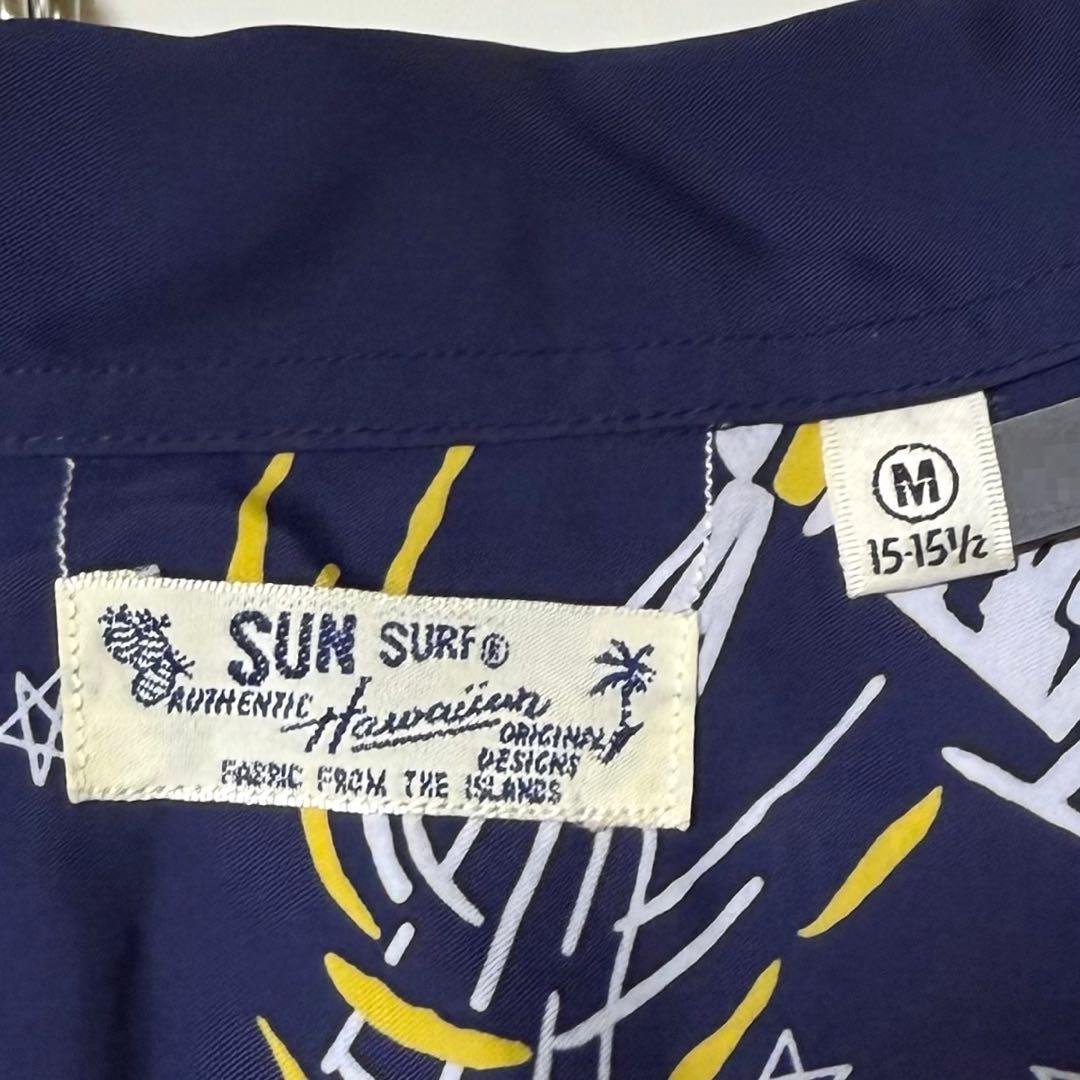 SUN SURF®
AUTHENTIC Hawaiian ORIGINAL
DESIGNS
FABRIC FROM THE ISLANDS
M
15-15½